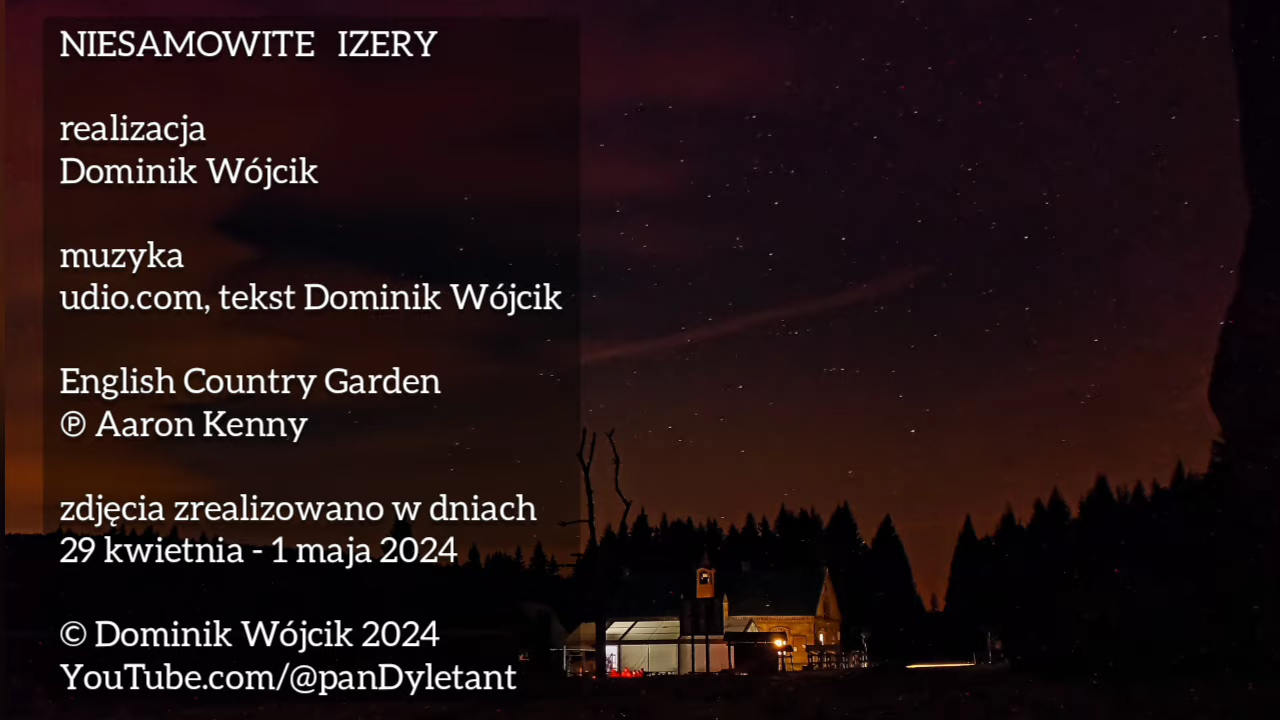 NIESAMOWITE IZERY
realizacja
Dominik Wójcik
muzyka
udio.com, tekst Dominik Wójcik
English Country Garden
℗ Aaron Kenny
zdjęcia zrealizowano w dniach
29 kwietnia - 1 maja 2024
© Dominik Wójcik 2024
YouTube.com/@panDyletant